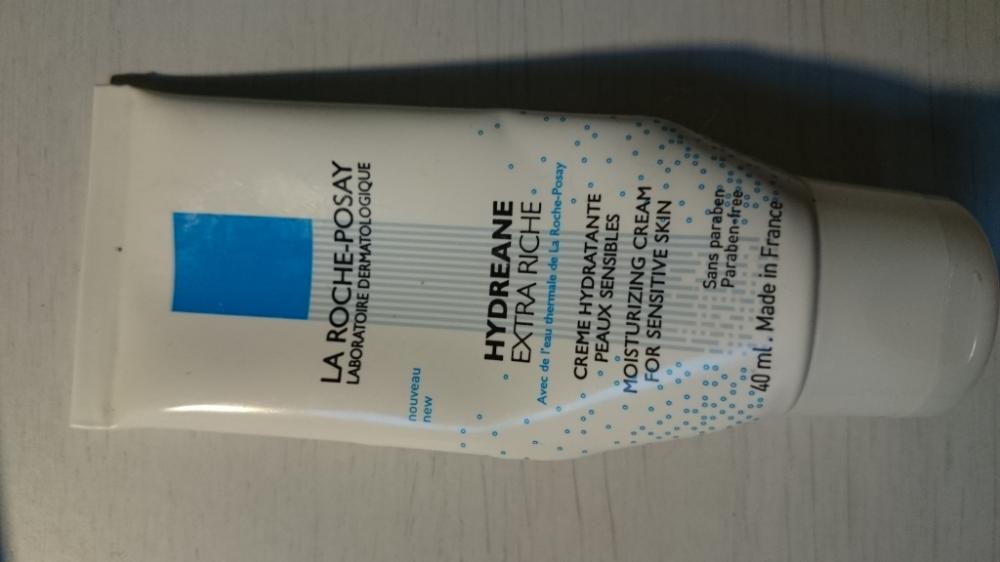 LA ROCHE-POSAY
LABORATOIRE DERMATOLOGIQUE
nouveau
new
HYDREANE
EXTRA RICHE
Avec de l'eau thermale de La Roche-Posay
CREME HYDRATANTE
PEAUX SENSIBLES
MOISTURIZING CREAM
FOR SENSITIVE SKIN
Sans paraben
Paraben-free
40 ml. Made in France